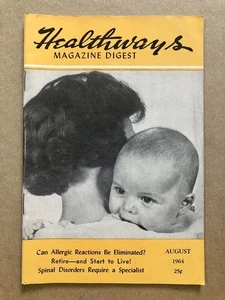 Healthways
MAGAZINE DIGEST
Can Allergic Reactions Be Eliminated?
Retire—and Start to Live!
Spinal Disorders Require a Specialist
AUGUST
1964
25¢